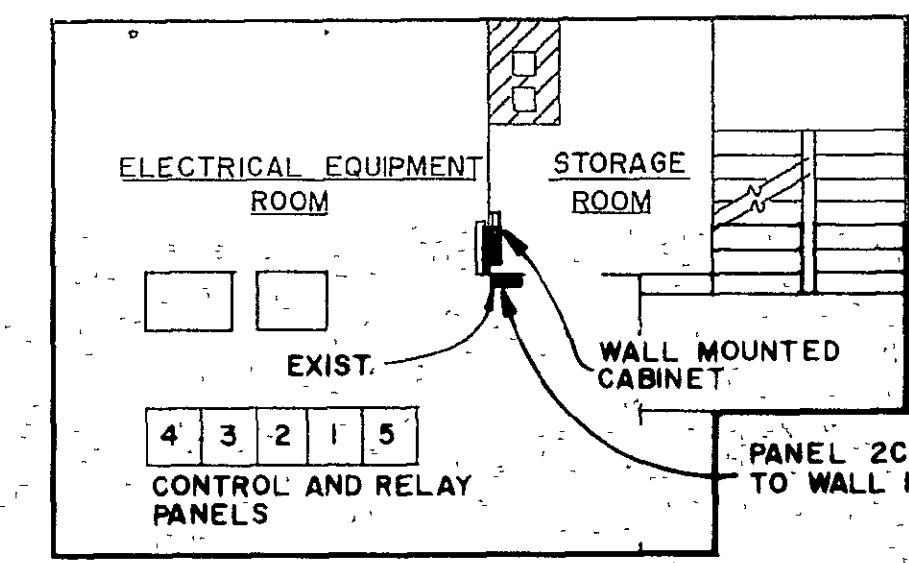 ELECTRICAL EQUIPMENT
ROOM
STORAGE
ROOM
EXIST.
WALL MOUNTED
CABINET
4 3 2 1 5
CONTROL AND RELAY
PANELS
PANEL 2C
TO WALL